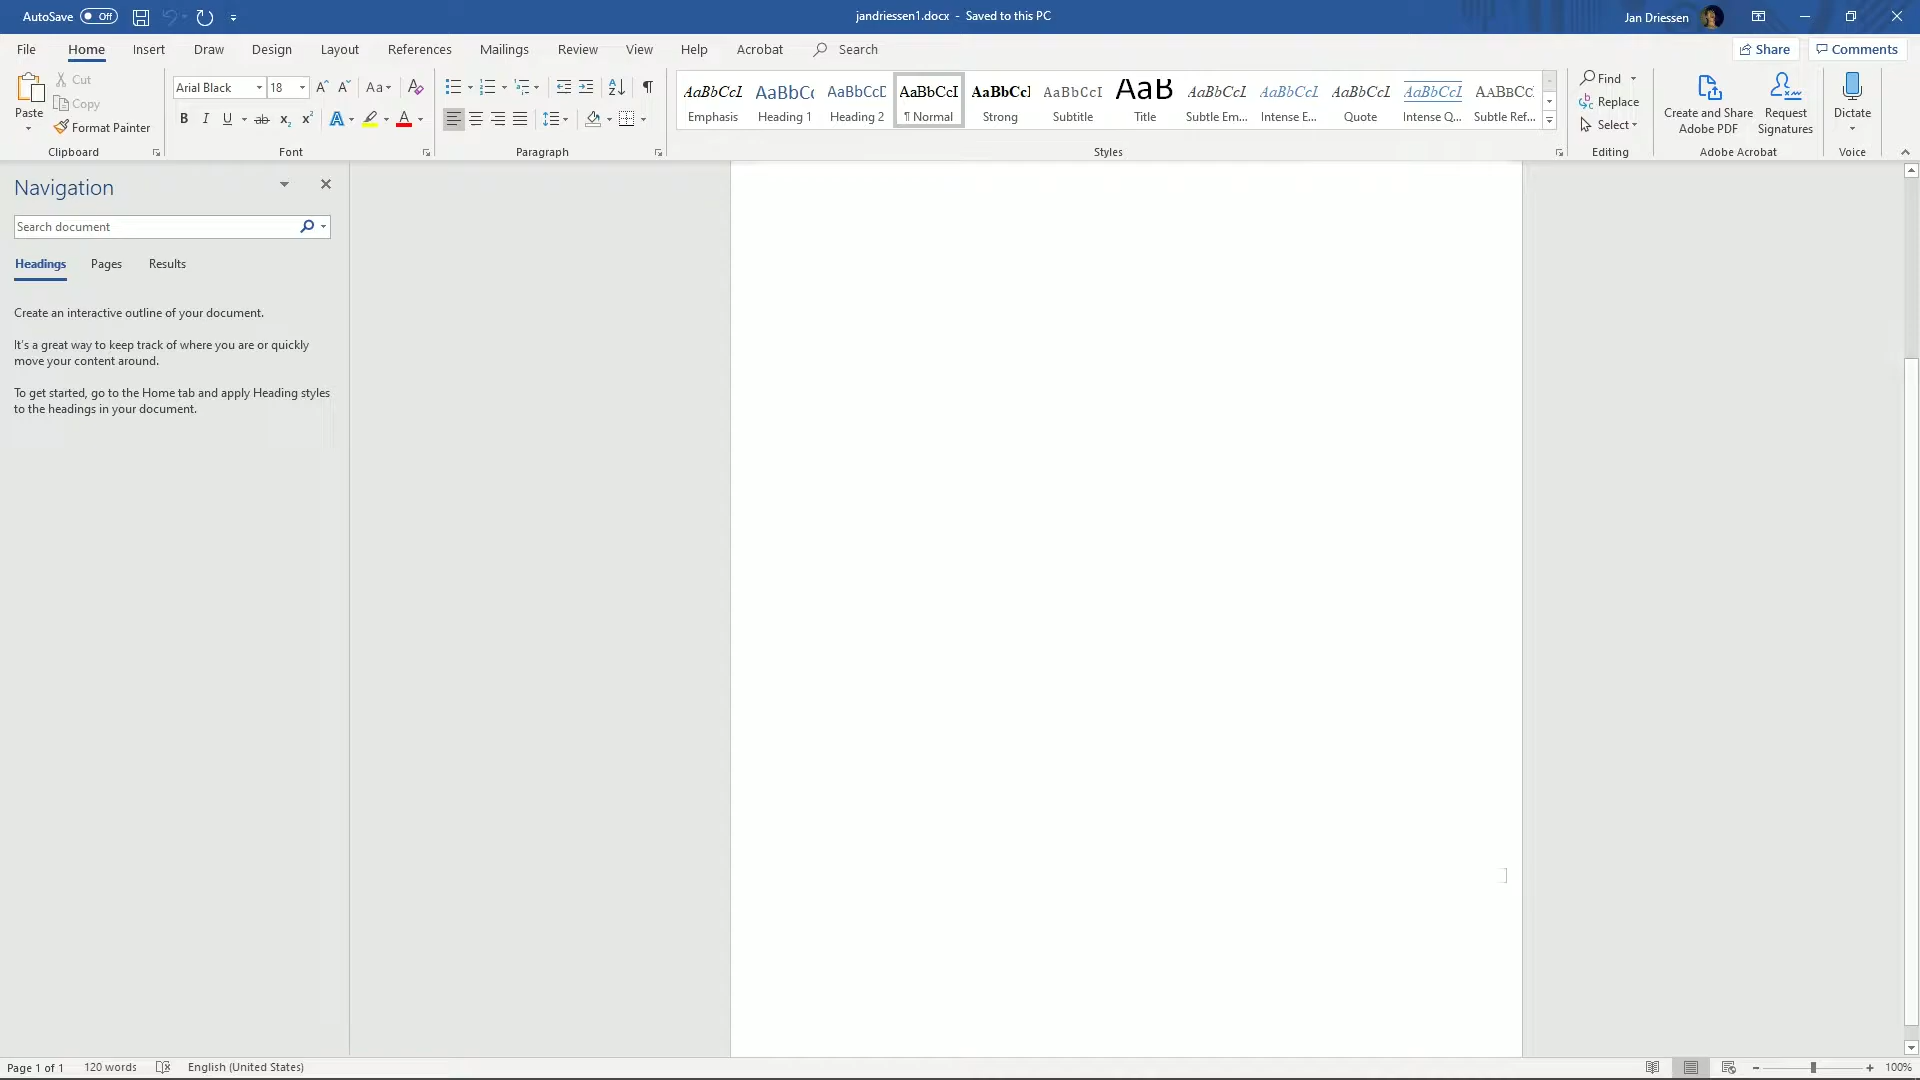 AutoSave Off jandriessen1.docx - Saved to this PC Jan Driessen
File Home Insert Draw Design Layout References Mailings Review View Help Acrobat Search Share Comments
Paste
Cut
Copy
Format Painter
Clipboard
Arial Black 18
Aa
B I U ab x₂ x² A A
Font
Paragraph
AaBbCcI AaBbC AaBbCcD AaBbCcI AaBbCcI AaBbCcI AaB AaBbCcI AaBbCcI AaBbCcI AaBbCcI AaBbCc
Emphasis Heading 1 Heading 2 ¶ Normal Strong Subtitle Title Subtle Em... Intense E... Quote Intense Q... Subtle Ref...
Styles
Find
Replace
Select
Editing
Create and Share
Adobe PDF
Request
Signatures
Adobe Acrobat
Dictate
Voice
Navigation
Search document
Headings Pages Results
Create an interactive outline of your document.
It's a great way to keep track of where you are or quickly
move your content around.
To get started, go to the Home tab and apply Heading styles
to the headings in your document.
Page 1 of 1 120 words English (United States) 100%